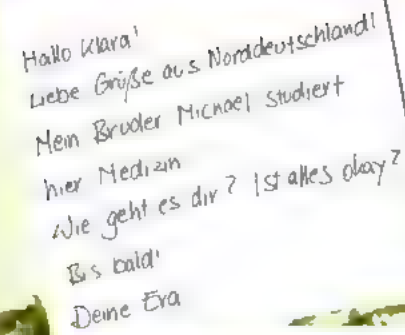 Hallo Klara!
Liebe Grüße aus Norddeutschland!
Mein Bruder Michael studiert
hier Medizin
Wie geht es dir? Ist alles okay?
Bis bald!
Deine Eva